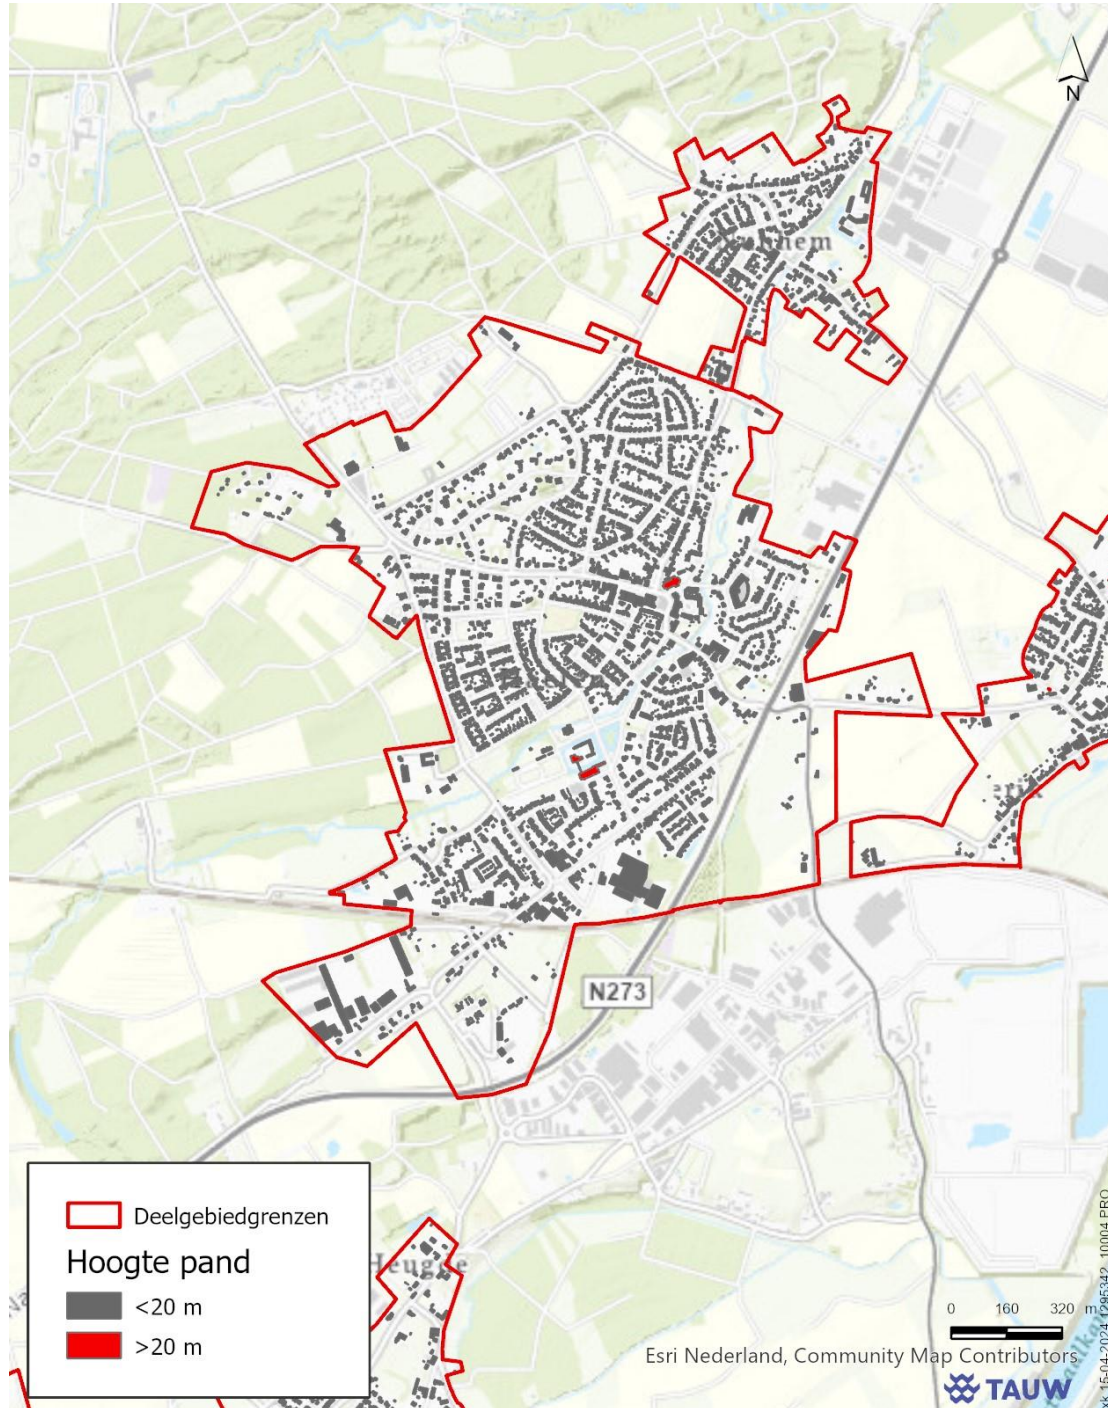 N
N273
Deelgebiedgrenzen
Hoogte pand
<20 m
>20 m
0 160 320 m
Esri Nederland, Community Map Contributors
TAUW